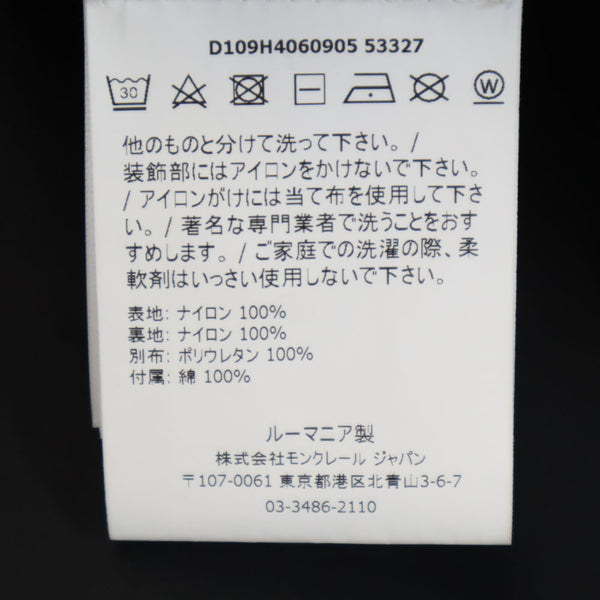 D109H4060905 53327
30 W
他のものと分けて洗って下さい。 /
装飾部にはアイロンをかけないで下さい。
/ アイロンがけには当て布を使用して下さ
い。 / 著名な専門業者で洗うことをおす
すめします。 / ご家庭での洗濯の際、柔
軟剤はいっさい使用しないで下さい。
表地: ナイロン 100%
裏地: ナイロン 100%
別布: ポリウレタン 100%
付属: 綿 100%
ルーマニア製
株式会社モンクレール ジャパン
〒107-0061 東京都港区北青山3-6-7
03-3486-2110